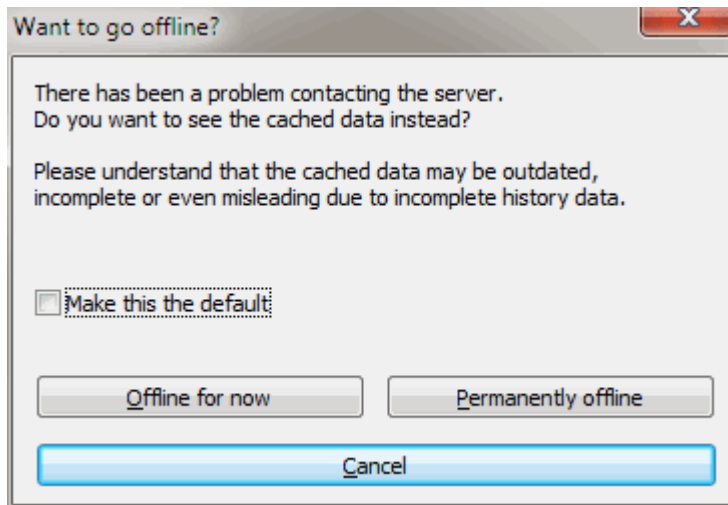 Want to go offline?
There has been a problem contacting the server.
Do you want to see the cached data instead?
Please understand that the cached data may be outdated,
incomplete or even misleading due to incomplete history data.
Make this the default
Offline for now
Permanently offline
Cancel